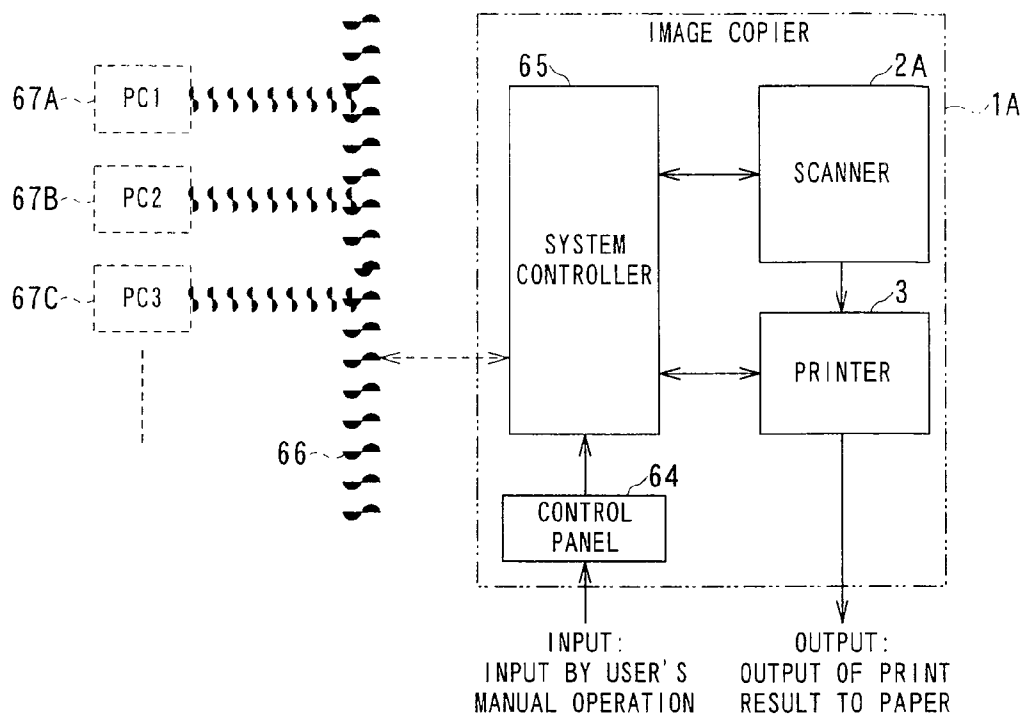 IMAGE COPIER
65
2A
1A
67A
PC1
SCANNER
67B
PC2
SYSTEM
CONTROLLER
67C
PC3
3
PRINTER
66
64
CONTROL
PANEL
INPUT:
INPUT BY USER'S
MANUAL OPERATION
OUTPUT:
OUTPUT OF PRINT
RESULT TO PAPER